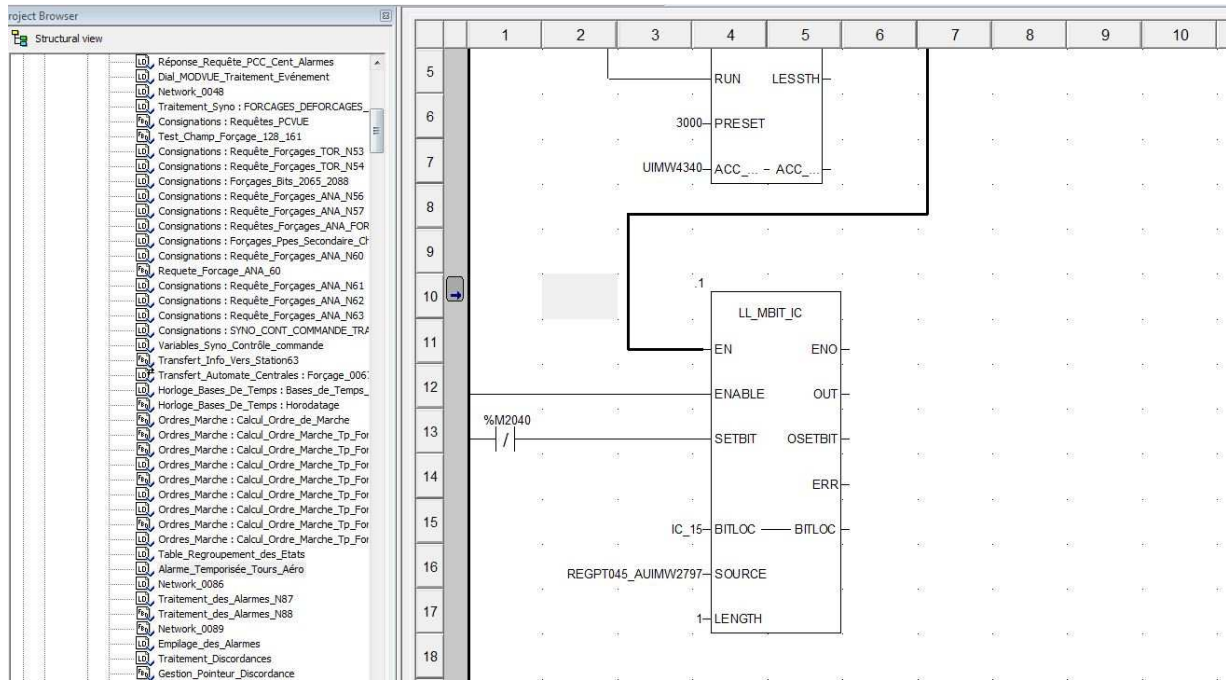 roject Browser
Structural view
Réponse_Requête_PCC_Cent_Alarmes
Dial_MODVUE_Traitement_Evénement
Network_0048
Traitement_Syno : FORCAGES_DEFORCAGES_
Consignations : Requêtes_PCVUE
Test_Champ_Forçage_128_161
Consignations : Requête_Forçages_TOR_N53
Consignations : Requête_Forçages_TOR_N54
Consignations : Forçages_Bits_2065_2088
Consignations : Requête_Forçages_ANA_N56
Consignations : Requête_Forçages_ANA_N57
Consignations : Requêtes_Forçages_ANA_FOR
Consignations : Forçages_Ppes_Secondaire_Ch
Consignations : Requête_Forçages_ANA_N60
Requete_Forcage_ANA_60
Consignations : Requête_Forçages_ANA_N61
Consignations : Requête_Forçages_ANA_N62
Consignations : Requête_Forçages_ANA_N63
Consignations : SYNO_CONT_COMMANDE_TRA
Variables_Syno_Contrôle_commande
Transfert_Info_Vers_Station63
Transfert_Automate_Centrales : Forçage_006
Horloge_Bases_De_Temps : Bases_de_Temps_
Horloge_Bases_De_Temps : Horodatage
Ordres_Marche : Calcul_Ordre_de_Marche
Ordres_Marche : Calcul_Ordre_Marche_Tp_For
Ordres_Marche : Calcul_Ordre_Marche_Tp_For
Ordres_Marche : Calcul_Ordre_Marche_Tp_For
Ordres_Marche : Calcul_Ordre_Marche_Tp_For
Ordres_Marche : Calcul_Ordre_Marche_Tp_For
Ordres_Marche : Calcul_Ordre_Marche_Tp_For
Ordres_Marche : Calcul_Ordre_Marche_Tp_For
Ordres_Marche : Calcul_Ordre_Marche_Tp_For
Table_Regroupement_des_Etats
Alarme_Temporisée_Tours_Aéro
Network_0086
Traitement_des_Alarmes_N87
Traitement_des_Alarmes_N88
Network_0089
Empilage_des_Alarmes
Traitement_Discordances
Gestion_Pointeur_Discordance
1 2 3 4 5 6 7 8 9 10
5
RUN LESSTH
6
3000 PRESET
7
UIMW4340 ACC_... ACC_...
8
9
.1
10
LL_MBIT_IC
11
EN ENO
12
ENABLE OUT
%M2040
13
SETBIT OSETBIT
14
ERR
15
IC_15 BITLOC BITLOC
16
REGPT045_AUIMW2797 SOURCE
17
1 LENGTH
18